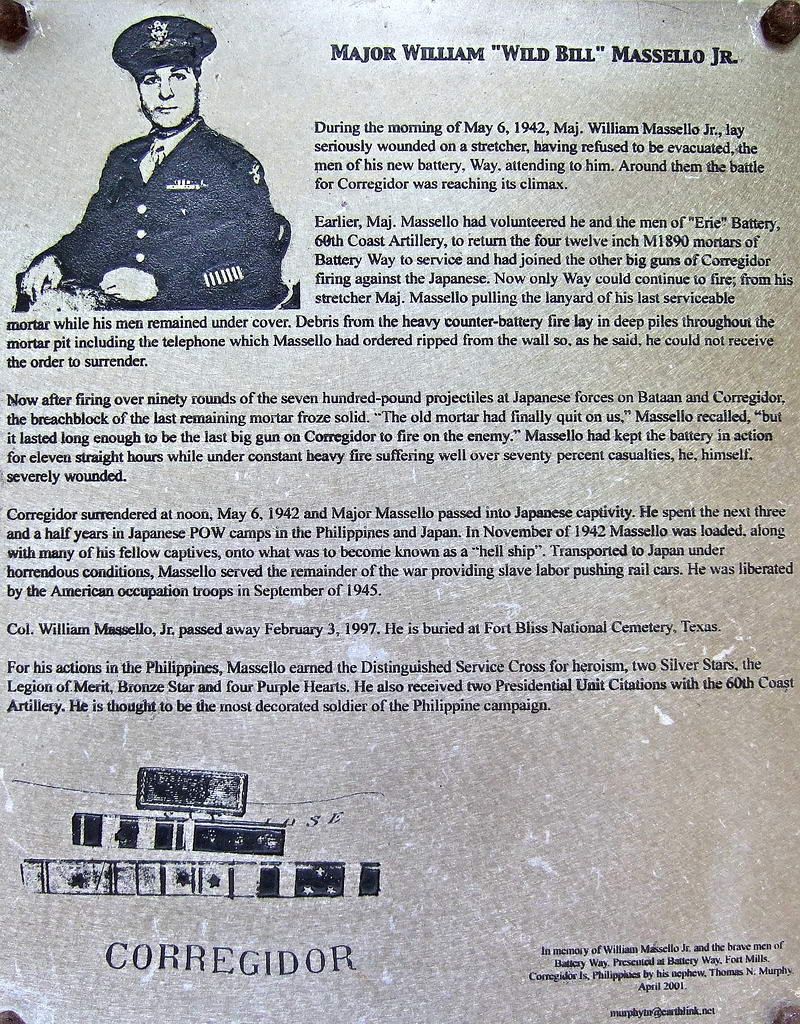 MAJOR WILLIAM "WILD BILL" MASSELLO JR.
During the morning of May 6, 1942, Maj. William Massello Jr., lay
seriously wounded on a stretcher, having refused to be evacuated, the
men of his new battery, Way, attending to him. Around them the battle
for Corregidor was reaching its climax.
Earlier, Maj. Massello had volunteered he and the men of "Erie" Battery,
60th Coast Artillery, to return the four twelve inch M1890 mortars of
Battery Way to service and had joined the other big guns of Corregidor
firing against the Japanese. Now only Way could continue to fire; from his
stretcher Maj. Massello pulling the lanyard of his last serviceable
mortar while his men remained under cover. Debris from the heavy counter-battery fire lay in deep piles throughout the
mortar pit including the telephone which Massello had ordered ripped from the wall so, as he said, he could not receive
the order to surrender.
Now after firing over ninety rounds of the seven hundred-pound projectiles at Japanese forces on Bataan and Corregidor,
the breachblock of the last remaining mortar froze solid. "The old mortar had finally quit on us," Massello recalled, "but
it lasted long enough to be the last big gun on Corregidor to fire on the enemy." Massello had kept the battery in action
for eleven straight hours while under constant heavy fire suffering well over seventy percent casualties, he, himself,
severely wounded.
Corregidor surrendered at noon, May 6, 1942 and Major Massello passed into Japanese captivity. He spent the next three
and a half years in Japanese POW camps in the Philippines and Japan. In November of 1942 Massello was loaded, along
with many of his fellow captives, onto what was to become known as a "hell ship". Transported to Japan under
horrendous conditions, Massello served the remainder of the war providing slave labor pushing rail cars. He was liberated
by the American occupation troops in September of 1945.
Col. William Massello, Jr. passed away February 3, 1997. He is buried at Fort Bliss National Cemetery, Texas.
For his actions in the Philippines, Massello earned the Distinguished Service Cross for heroism, two Silver Stars, the
Legion of Merit, Bronze Star and four Purple Hearts. He also received two Presidential Unit Citations with the 60th Coast
Artillery. He is thought to be the most decorated soldier of the Philippine campaign.
CORREGIDOR
In memory of William Massello Jr. and the brave men of
Battery Way. Presented at Battery Way, Fort Mills,
Corregidor Is, Philippines by his nephew, Thomas N. Murphy.
April 2001.
murphytn@earthlink.net